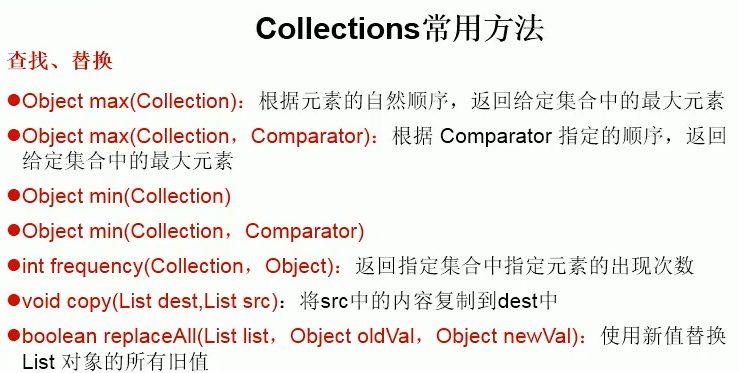 Collections常用方法
查找、替换
●Object max(Collection)：根据元素的自然顺序，返回给定集合中的最大元素
●Object max(Collection，Comparator)：根据 Comparator 指定的顺序，返回
给定集合中的最大元素
●Object min(Collection)
●Object min(Collection，Comparator)
●int frequency(Collection，Object)：返回指定集合中指定元素的出现次数
●void copy(List dest,List src)：将src中的内容复制到dest中
●boolean replaceAll(List list，Object oldVal，Object newVal)：使用新值替换
List 对象的所有旧值